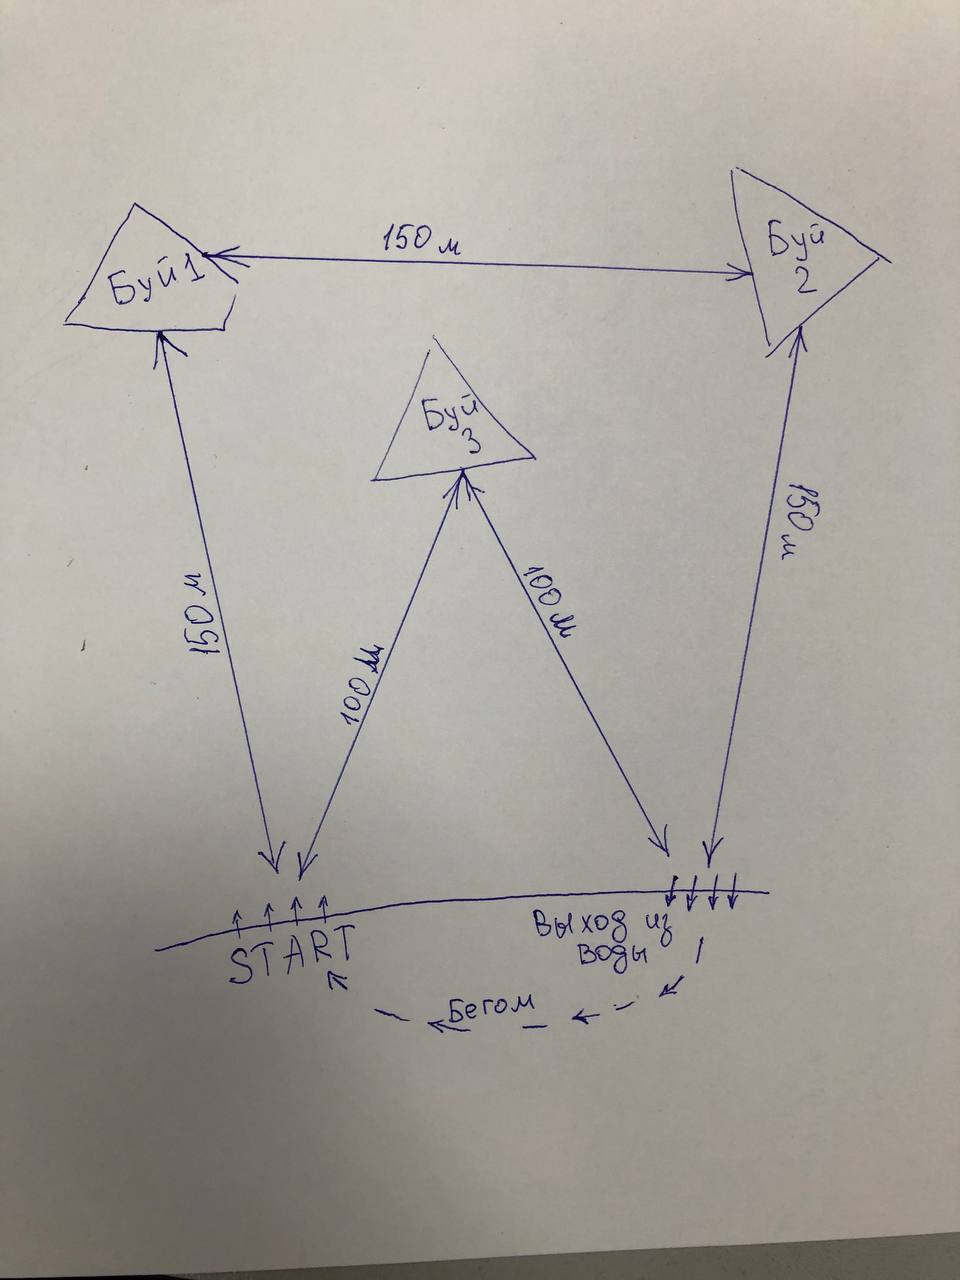 150 м
Буй 1
Буй
2
Буй
3
150 м
150 м
100 м
100 м
START
Выход из
воды
Бегом